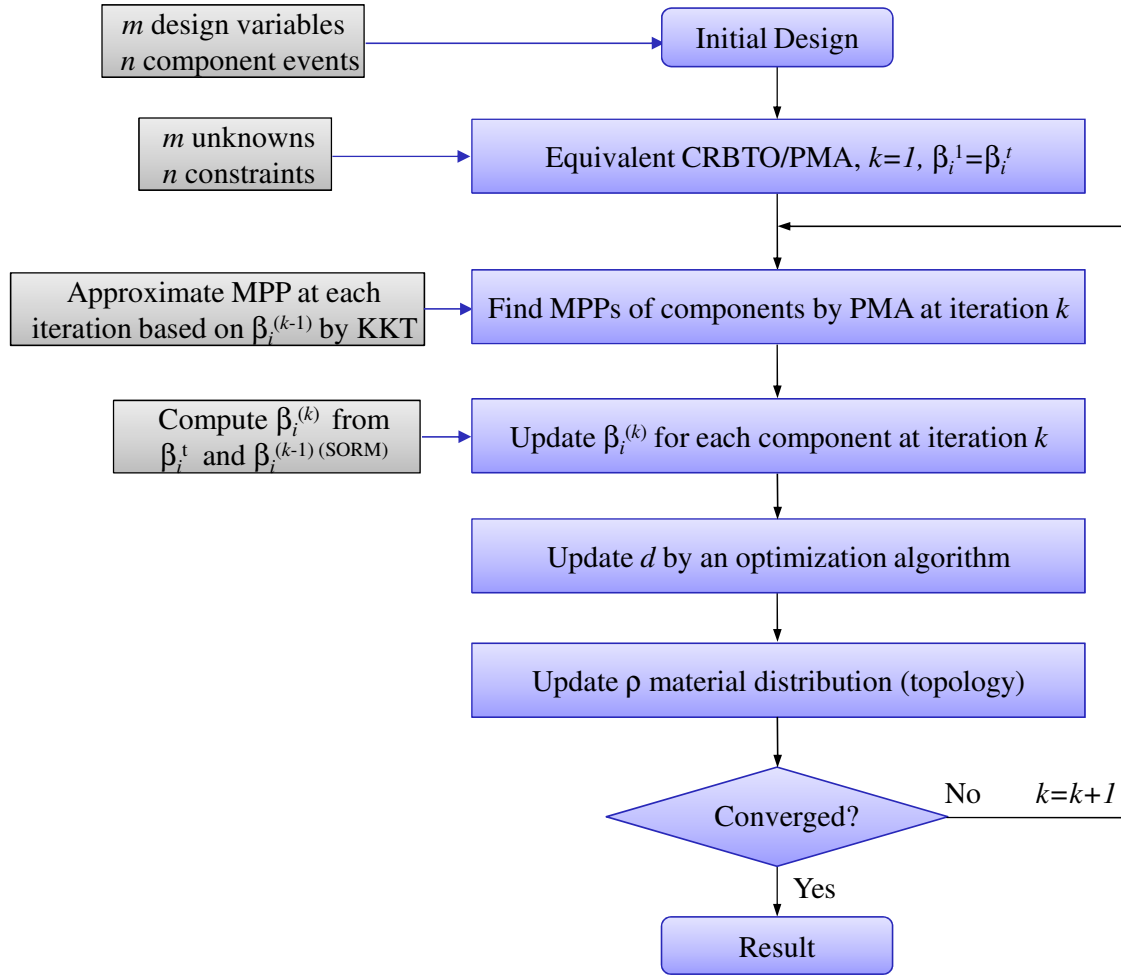 m design variables
n component events
Initial Design
m unknowns
n constraints
Equivalent CRBTO/PMA, k=1, βᵢ¹=βᵢᵗ
Approximate MPP at each
iteration based on βᵢ⁽ᵏ⁻¹⁾ by KKT
Find MPPs of components by PMA at iteration k
Compute βᵢ⁽ᵏ⁾ from
βᵢᵗ and βᵢ⁽ᵏ⁻¹⁾ (SORM)
Update βᵢ⁽ᵏ⁾ for each component at iteration k
Update d by an optimization algorithm
Update ρ material distribution (topology)
Converged?
No k=k+1
Yes
Result